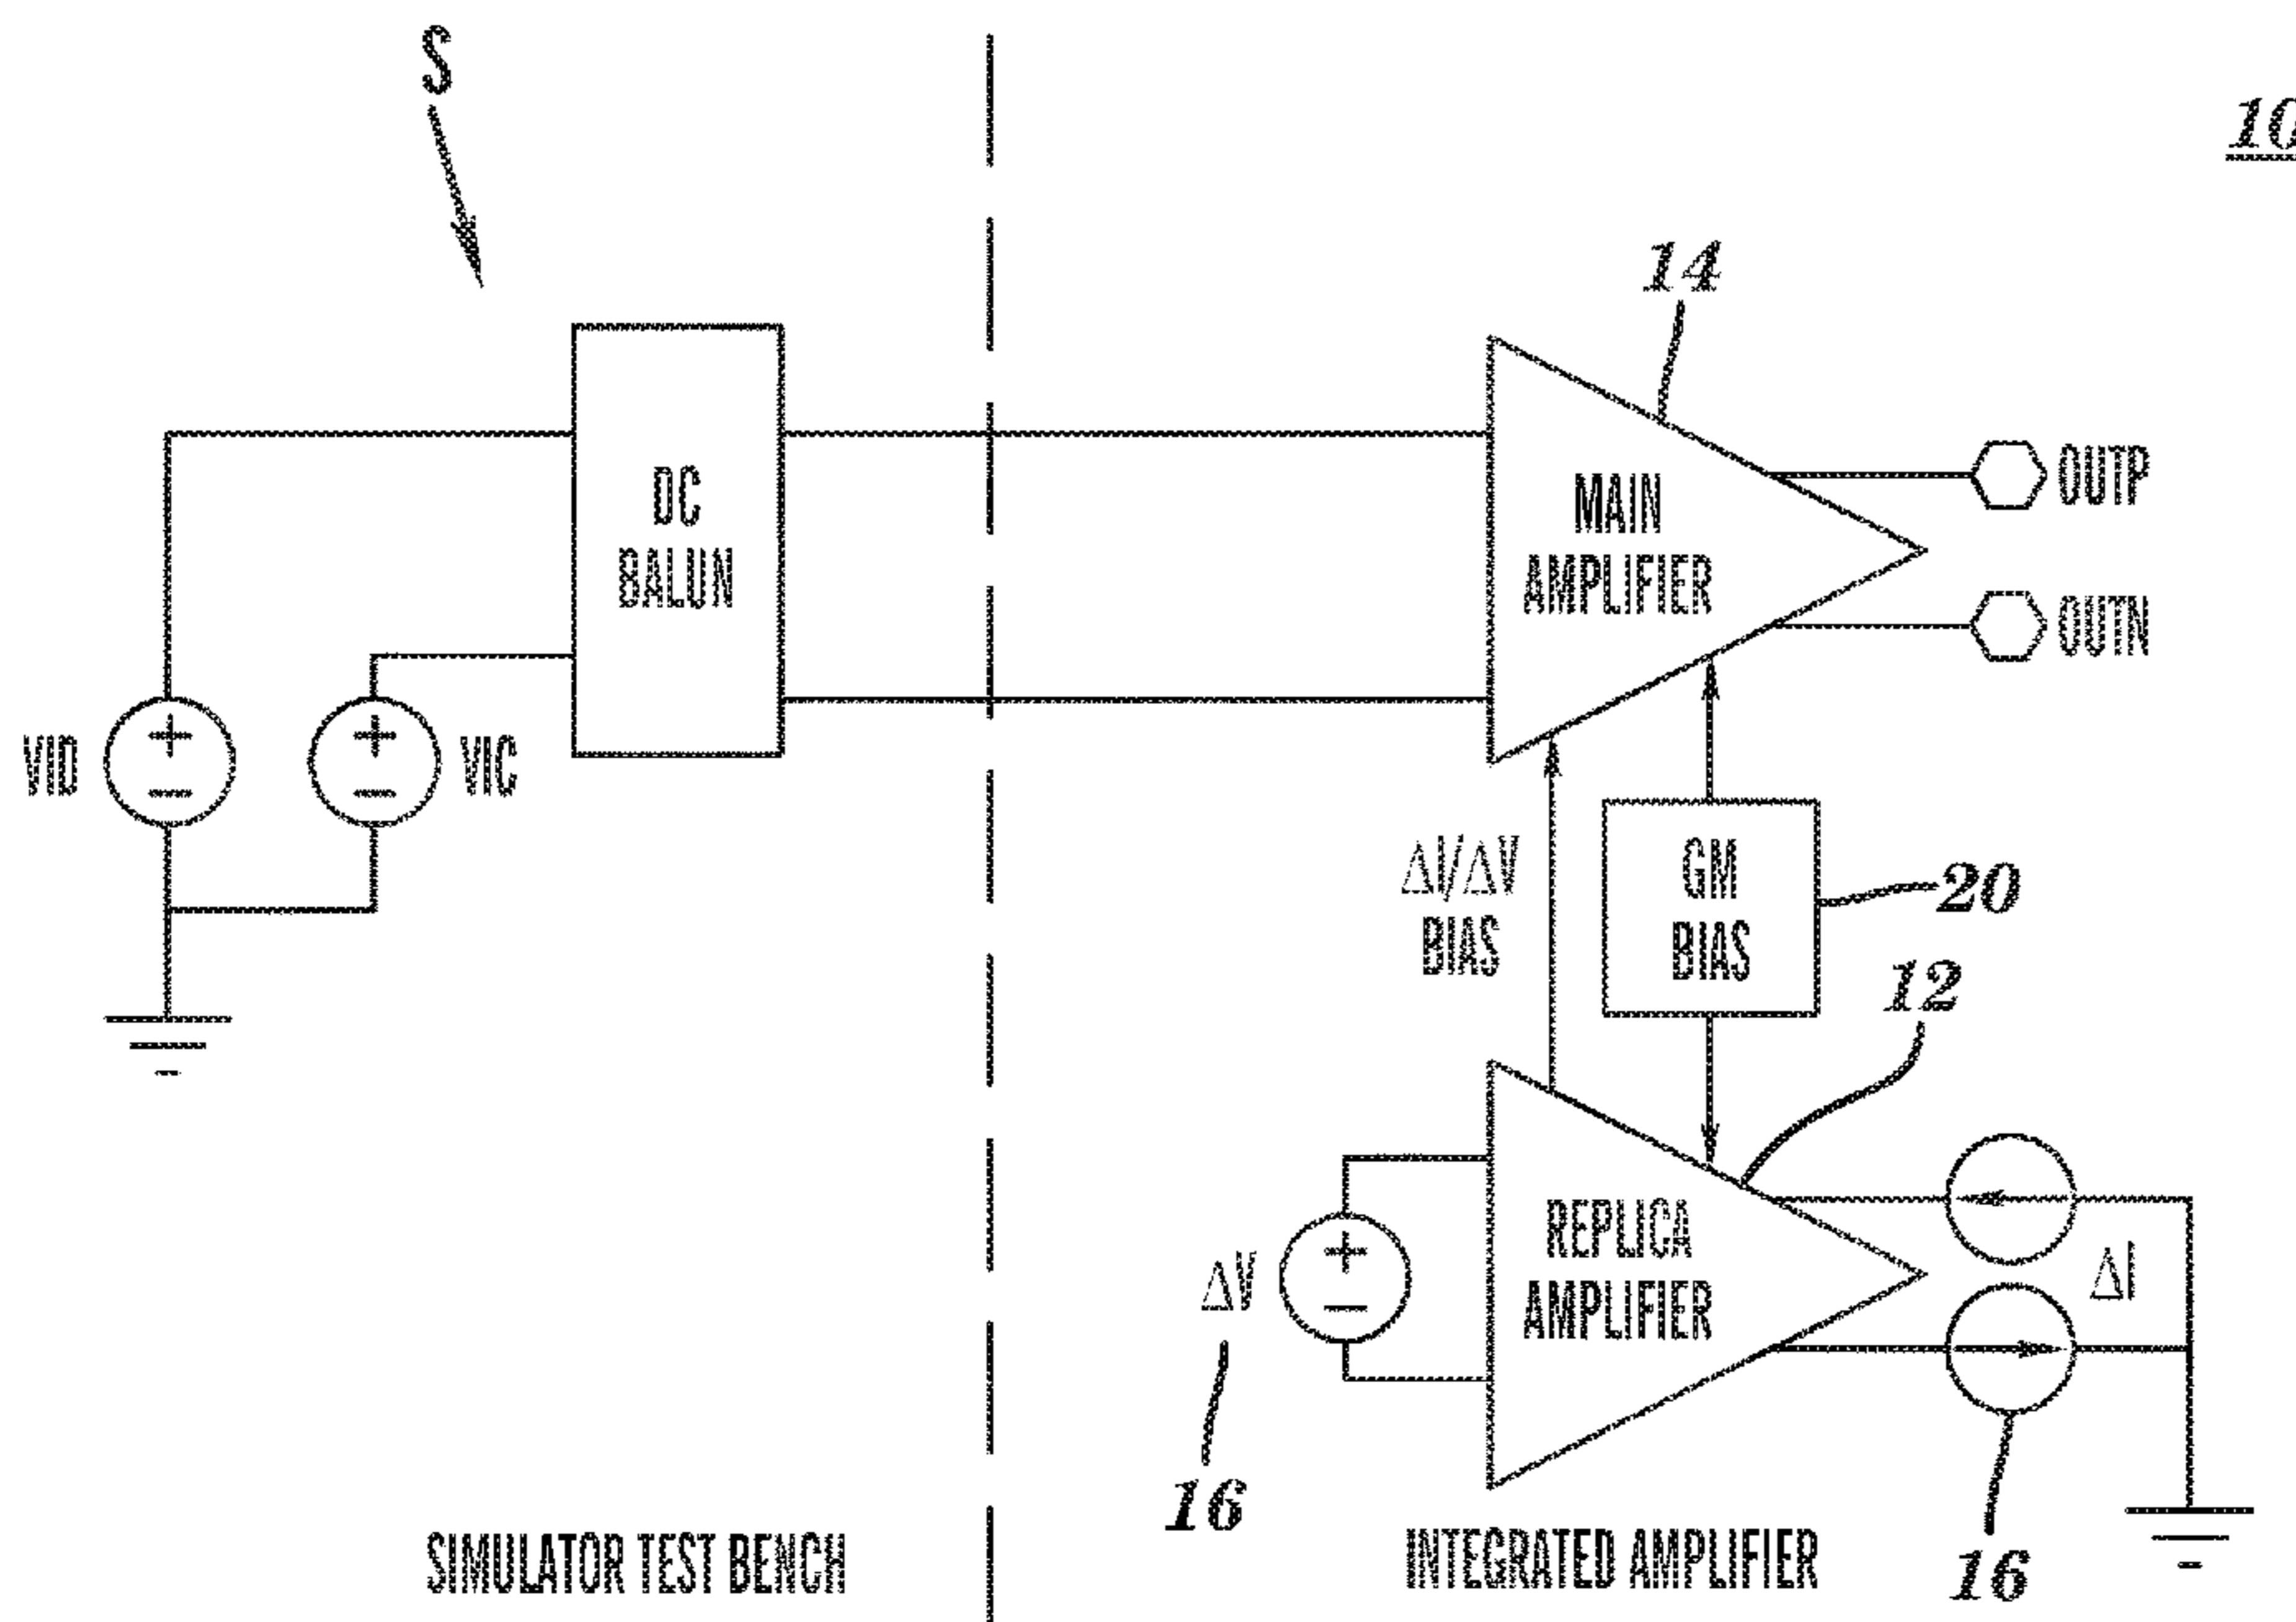 S
10
14
DC
BALUN
MAIN
AMPLIFIER
OUTP
OUTN
VID
+
−
+
−
VIC
ΔI/ΔV
BIAS
GM
BIAS
20
12
ΔV
+
−
REPLICA
AMPLIFIER
ΔI
16
16
SIMULATOR TEST BENCH
INTEGRATED AMPLIFIER